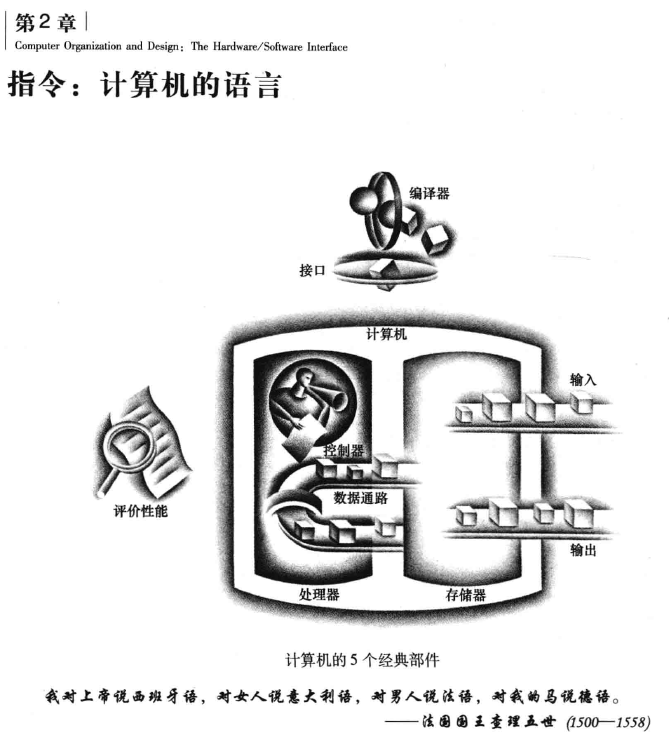 第2章
Computer Organization and Design: The Hardware/Software Interface
指令：计算机的语言
编译器
接口
计算机
输入
控制器
数据通路
评价性能
输出
处理器
存储器
计算机的5个经典部件
我对上帝说西班牙语，对女人说意大利语，对男人说法语，对我的马说德语。
——法国国王查理五世 (1500—1558)